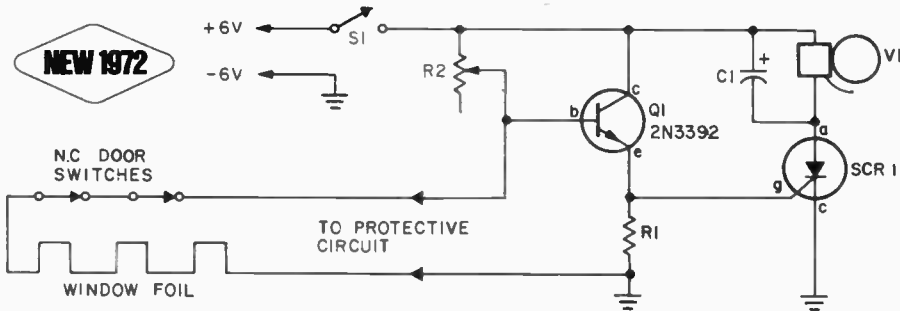 NEW 1972
+6V
S1
-6V
R2
C1
+
b
c
e
Q1
2N3392
a
g
c
SCR 1
N.C DOOR
SWITCHES
TO PROTECTIVE
CIRCUIT
R1
WINDOW FOIL